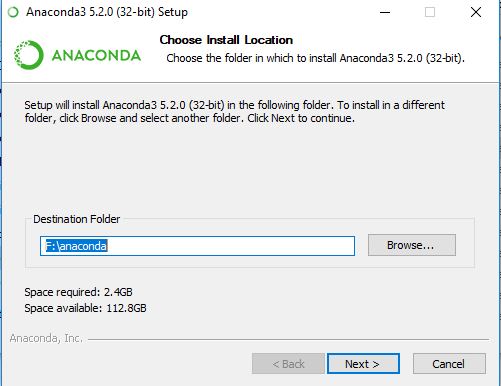 Anaconda3 5.2.0 (32-bit) Setup
ANACONDA
Choose Install Location
Choose the folder in which to install Anaconda3 5.2.0 (32-bit).
Setup will install Anaconda3 5.2.0 (32-bit) in the following folder. To install in a different
folder, click Browse and select another folder. Click Next to continue.
Destination Folder
F:\anaconda
Browse...
Space required: 2.4GB
Space available: 112.8GB
Anaconda, Inc.
< Back
Next >
Cancel